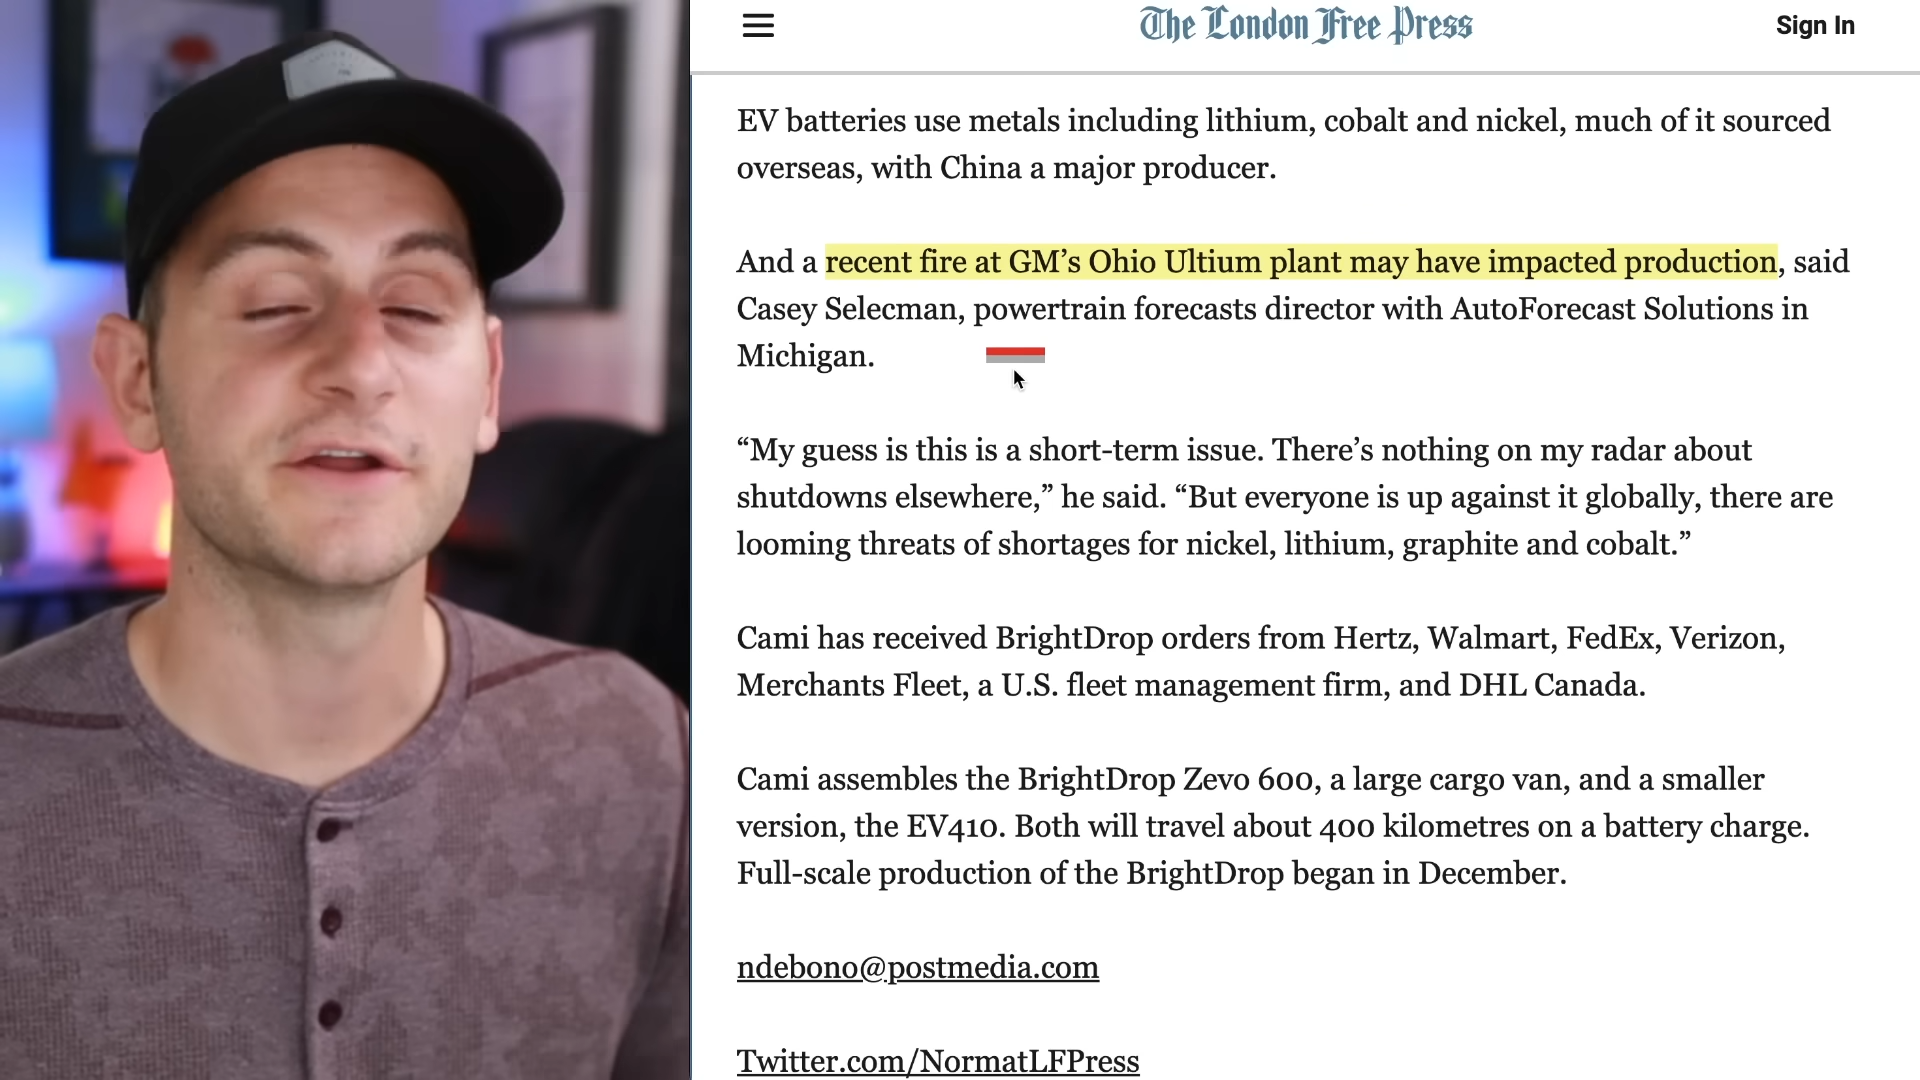 The London Free Press
Sign In
EV batteries use metals including lithium, cobalt and nickel, much of it sourced
overseas, with China a major producer.
And a recent fire at GM’s Ohio Ultium plant may have impacted production, said
Casey Selecman, powertrain forecasts director with AutoForecast Solutions in
Michigan.
“My guess is this is a short-term issue. There’s nothing on my radar about
shutdowns elsewhere,” he said. “But everyone is up against it globally, there are
looming threats of shortages for nickel, lithium, graphite and cobalt.”
Cami has received BrightDrop orders from Hertz, Walmart, FedEx, Verizon,
Merchants Fleet, a U.S. fleet management firm, and DHL Canada.
Cami assembles the BrightDrop Zevo 600, a large cargo van, and a smaller
version, the EV410. Both will travel about 400 kilometres on a battery charge.
Full-scale production of the BrightDrop began in December.
ndebono@postmedia.com
Twitter.com/NormatLFPress